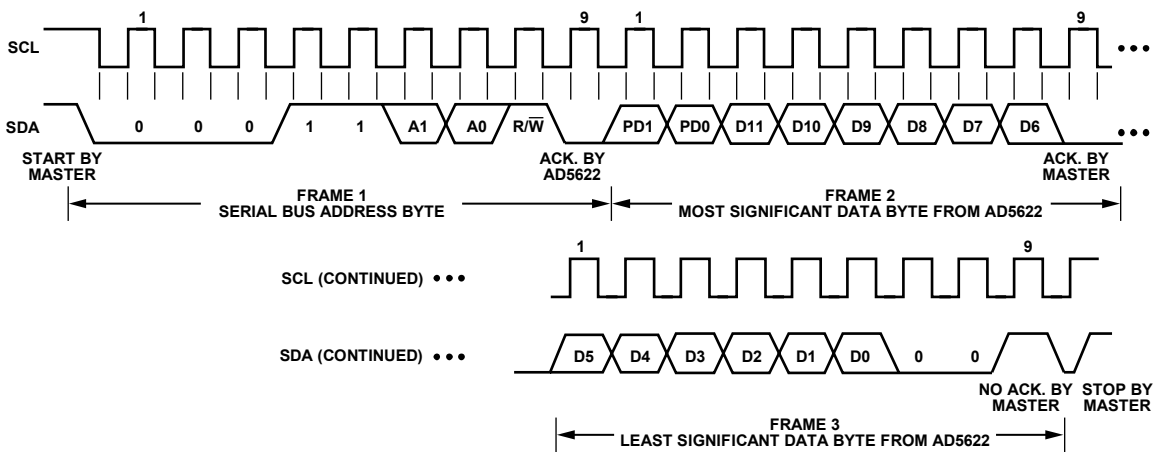 1 9 1 9
SCL
SDA 0 0 0 1 1 A1 A0 R/W̅ PD1 PD0 D11 D10 D9 D8 D7 D6
START BY
MASTER
ACK. BY
AD5622
ACK. BY
MASTER
FRAME 1
SERIAL BUS ADDRESS BYTE
FRAME 2
MOST SIGNIFICANT DATA BYTE FROM AD5622
1 9
SCL (CONTINUED)
SDA (CONTINUED) D5 D4 D3 D2 D1 D0 0 0
NO ACK. BY
MASTER
STOP BY
MASTER
FRAME 3
LEAST SIGNIFICANT DATA BYTE FROM AD5622